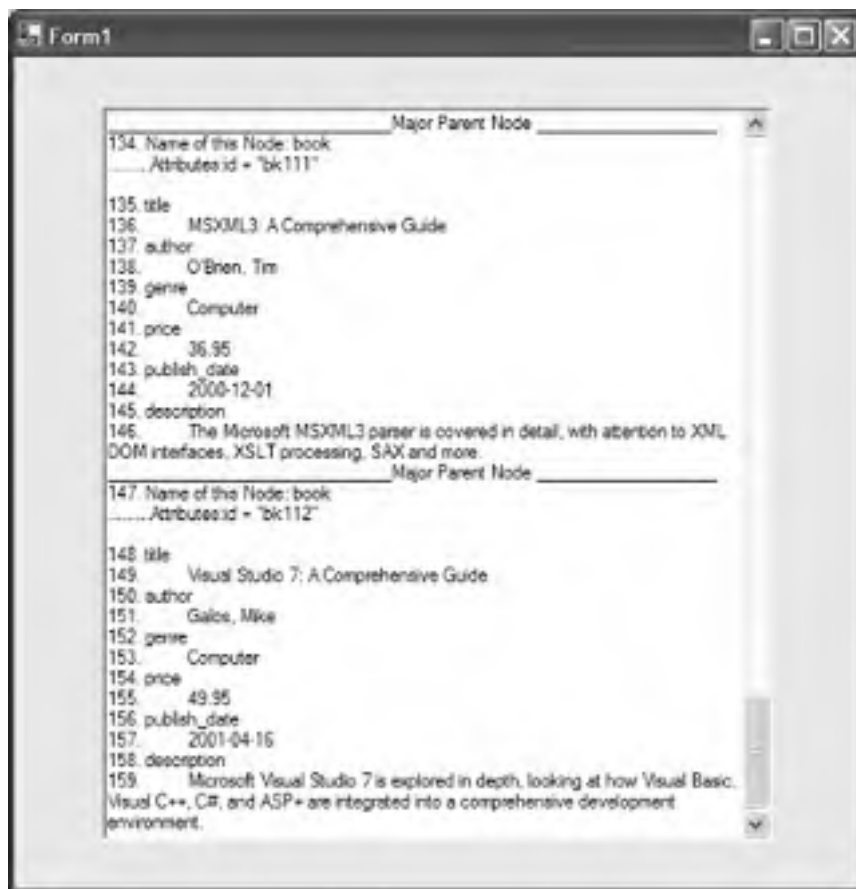 Form1
____________________Major Parent Node ____________________
134. Name of this Node: book
........Attributes:id = "bk111"
135. title
136. MSXML3: A Comprehensive Guide
137. author
138. O'Brien, Tim
139. genre
140. Computer
141. price
142. 36.95
143. publish_date
144. 2000-12-01
145. description
146. The Microsoft MSXML3 parser is covered in detail, with attention to XML
DOM interfaces, XSLT processing, SAX and more.
____________________Major Parent Node ____________________
147. Name of this Node: book
........Attributes:id = "bk112"
148. title
149. Visual Studio 7: A Comprehensive Guide
150. author
151. Galos, Mike
152. genre
153. Computer
154. price
155. 49.95
156. publish_date
157. 2001-04-16
158. description
159. Microsoft Visual Studio 7 is explored in depth, looking at how Visual Basic,
Visual C++, C#, and ASP+ are integrated into a comprehensive development
environment.